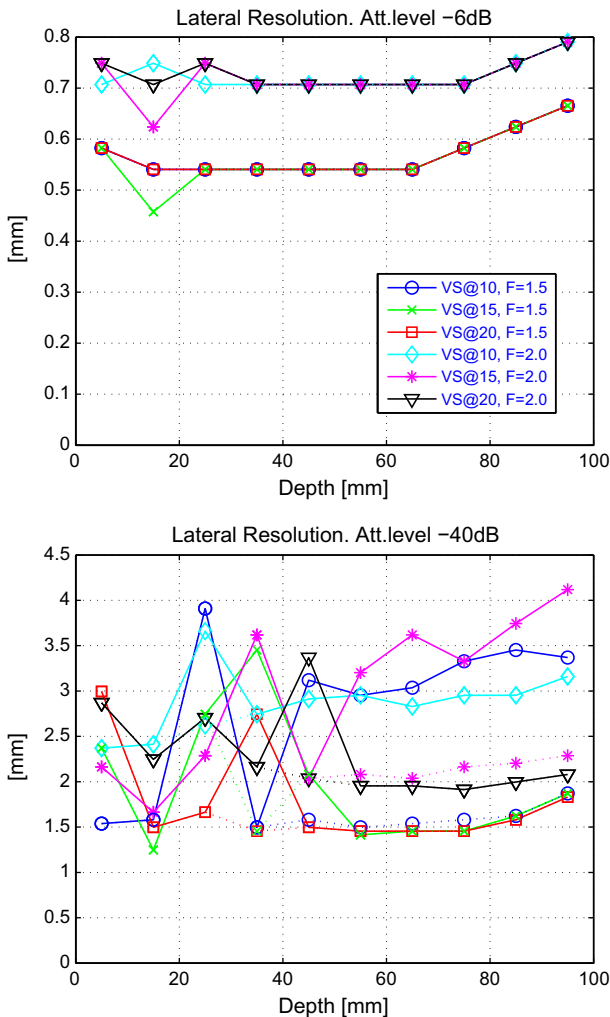 Lateral Resolution. Att.level −6dB
0.8
0.7
0.6
0.5
0.4
0.3
0.2
0.1
0
[mm]
VS@10, F=1.5
VS@15, F=1.5
VS@20, F=1.5
VS@10, F=2.0
VS@15, F=2.0
VS@20, F=2.0
0 20 40 60 80 100
Depth [mm]
Lateral Resolution. Att.level −40dB
4.5
4
3.5
3
2.5
2
1.5
1
0.5
0
[mm]
0 20 40 60 80 100
Depth [mm]